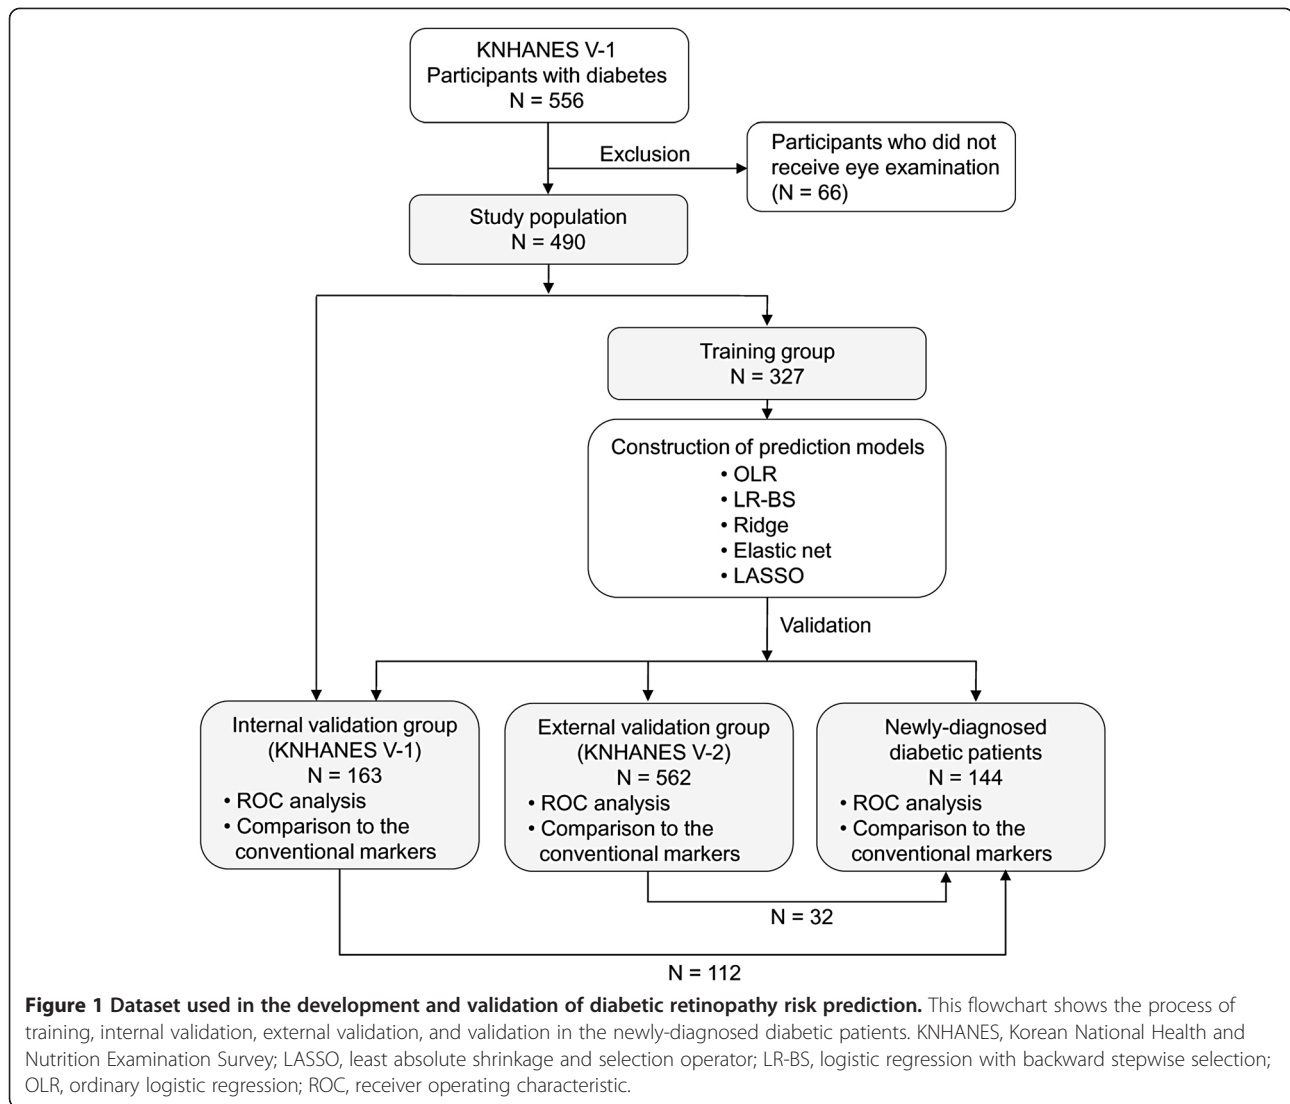 KNHANES V-1
Participants with diabetes
N = 556
Exclusion
Participants who did not
receive eye examination
(N = 66)
Study population
N = 490
Training group
N = 327
Construction of prediction models
• OLR
• LR-BS
• Ridge
• Elastic net
• LASSO
Validation
Internal validation group
(KNHANES V-1)
N = 163
• ROC analysis
• Comparison to the
conventional markers
External validation group
(KNHANES V-2)
N = 562
• ROC analysis
• Comparison to the
conventional markers
Newly-diagnosed
diabetic patients
N = 144
• ROC analysis
• Comparison to the
conventional markers
N = 32
N = 112
Figure 1 Dataset used in the development and validation of diabetic retinopathy risk prediction. This flowchart shows the process of
training, internal validation, external validation, and validation in the newly-diagnosed diabetic patients. KNHANES, Korean National Health and
Nutrition Examination Survey; LASSO, least absolute shrinkage and selection operator; LR-BS, logistic regression with backward stepwise selection;
OLR, ordinary logistic regression; ROC, receiver operating characteristic.